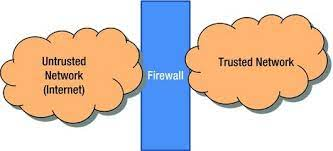 Untrusted
Network
(Internet)
Firewall
Trusted Network